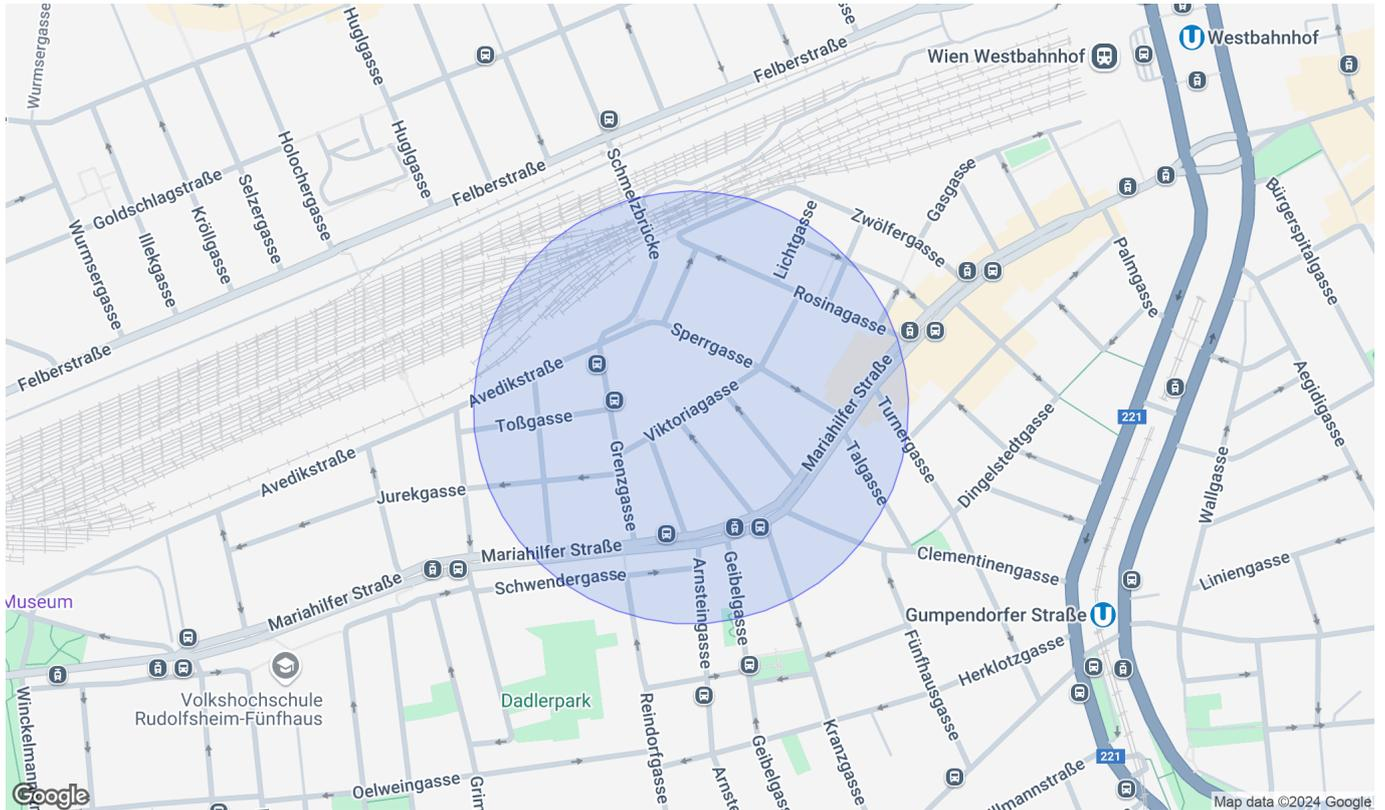 Wurmsergasse
Huglgasse
Felberstraße
Wien Westbahnhof
Westbahnhof
Huglgasse
Holochergasse
Goldschlagstraße
Selzergasse
Kröllgasse
Illekgasse
Wurmsergasse
Felberstraße
Schmelzbrücke
Gasgasse
Zwölfergasse
Lichtgasse
Bürgerspitalgasse
Palmgasse
Rosinagasse
Felberstraße
Sperrgasse
Avedikstraße
Toßgasse
Viktoriagasse
Mariahilfer Straße
Turnergasse
Talgasse
Dingelstedtgasse
221
Aegidigasse
Wallgasse
Avedikstraße
Jurekgasse
Grenzgasse
Mariahilfer Straße
Schwendergasse
Arnsteingasse
Geibelgasse
Clementinengasse
Liniengasse
Mariahilfer Straße
Museum
Gumpendorfer Straße
Fünfhausgasse
Herklotzgasse
Volkshochschule
Rudolfsheim-Fünfhaus
Dadlerpark
Reindorfgasse
Geibelgasse
Kranzgasse
221
Oelweingasse
Google
Map data ©2024 Google